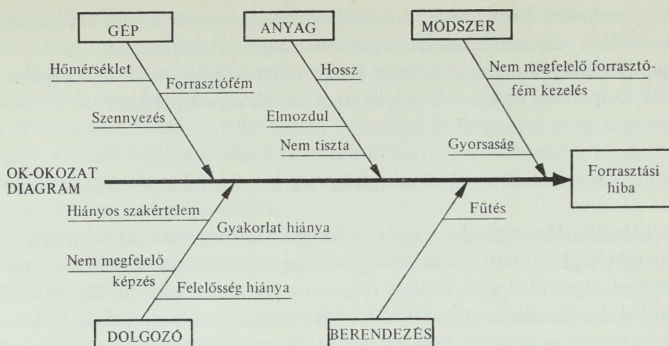 GÉP
ANYAG
MÓDSZER
Hőmérséklet
Forrasztófém
Szennyezés
Hossz
Elmozdul
Nem tiszta
Nem megfelelő forrasztó-
fém kezelés
Gyorsaság
OK-OKOZAT
DIAGRAM
Forrasztási
hiba
Hiányos szakértelem
Gyakorlat hiánya
Nem megfelelő
képzés
Felelősség hiánya
Fűtés
DOLGOZÓ
BERENDEZÉS